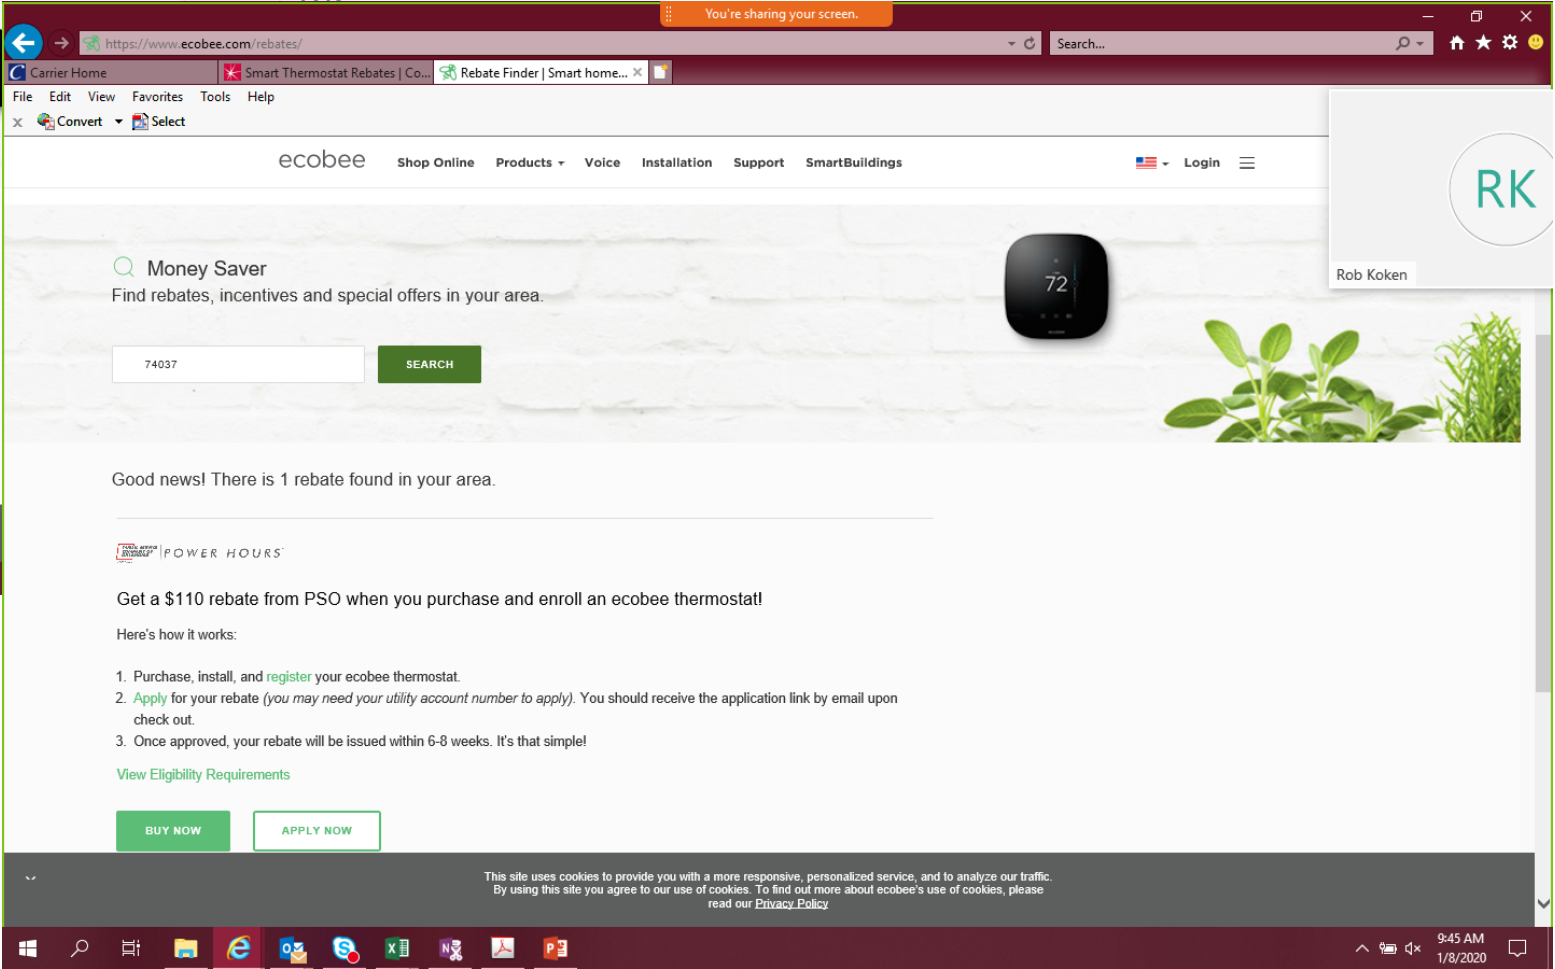 You're sharing your screen.
https://www.ecobee.com/rebates/
Search...
Carrier Home
Smart Thermostat Rebates | Co...
Rebate Finder | Smart home...
File Edit View Favorites Tools Help
x Convert Select
ecobee Shop Online Products Voice Installation Support SmartBuildings Login
RK
Rob Koken
Money Saver
Find rebates, incentives and special offers in your area.
72
74037 SEARCH
Good news! There is 1 rebate found in your area.
POWER HOURS
Get a $110 rebate from PSO when you purchase and enroll an ecobee thermostat!
Here's how it works:
1. Purchase, install, and register your ecobee thermostat.
2. Apply for your rebate (you may need your utility account number to apply). You should receive the application link by email upon
check out.
3. Once approved, your rebate will be issued within 6-8 weeks. It's that simple!
View Eligibility Requirements
BUY NOW APPLY NOW
This site uses cookies to provide you with a more responsive, personalized service, and to analyze our traffic.
By using this site you agree to our use of cookies. To find out more about ecobee's use of cookies, please
read our Privacy Policy
9:45 AM
1/8/2020